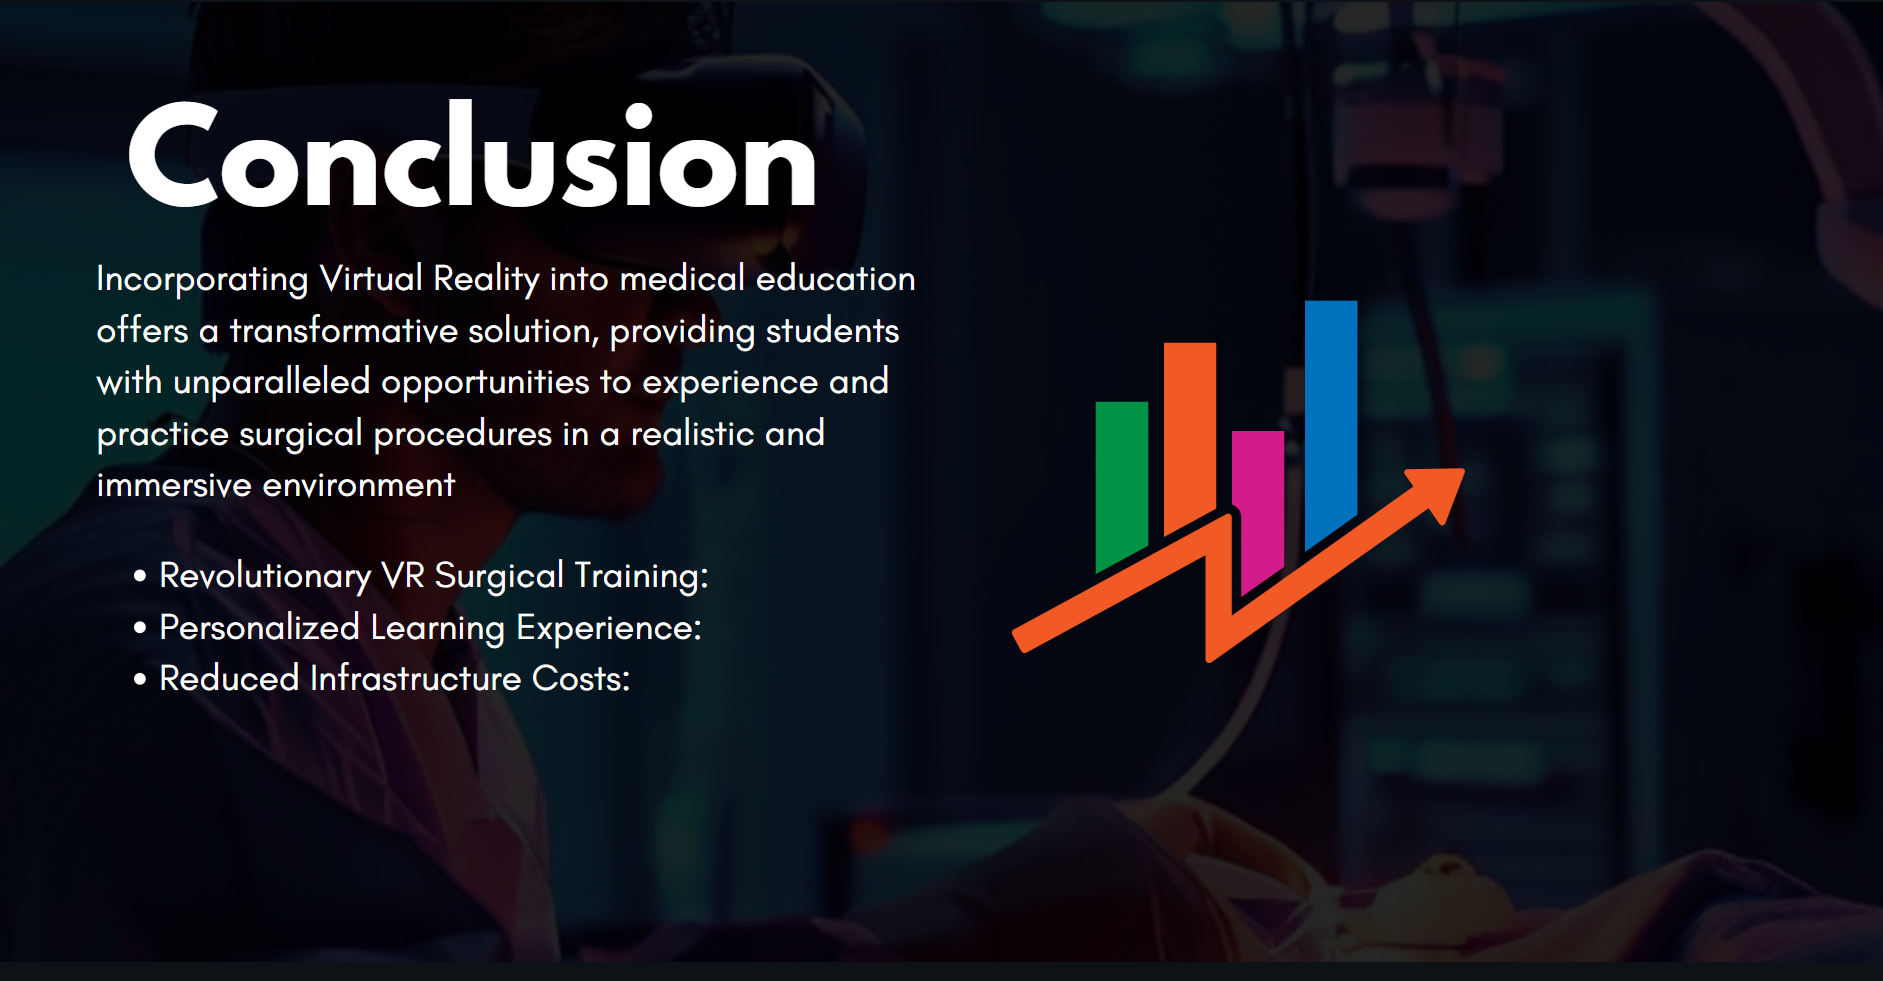 Conclusion
Incorporating Virtual Reality into medical education
offers a transformative solution, providing students
with unparalleled opportunities to experience and
practice surgical procedures in a realistic and
immersive environment
• Revolutionary VR Surgical Training:
• Personalized Learning Experience:
• Reduced Infrastructure Costs: